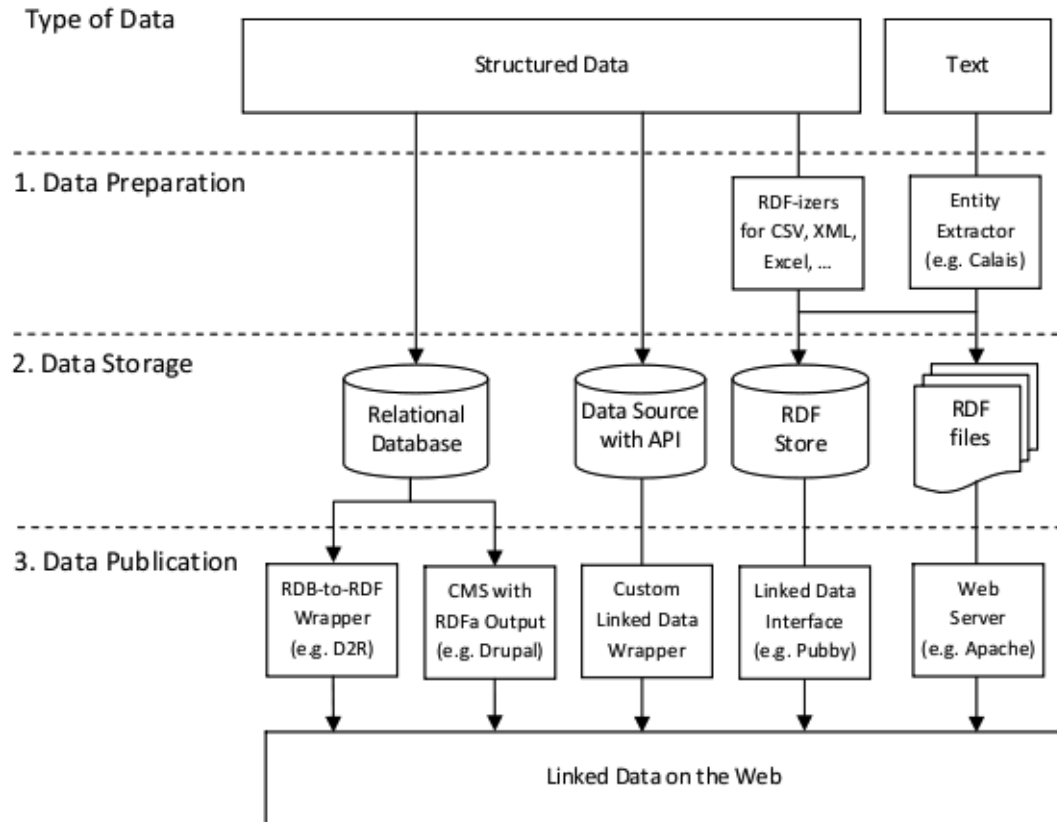 Type of Data
Structured Data
Text
1. Data Preparation
RDF-izers
for CSV, XML,
Excel, ...
Entity
Extractor
(e.g. Calais)
2. Data Storage
Relational
Database
Data Source
with API
RDF
Store
RDF
files
3. Data Publication
RDB-to-RDF
Wrapper
(e.g. D2R)
CMS with
RDFa Output
(e.g. Drupal)
Custom
Linked Data
Wrapper
Linked Data
Interface
(e.g. Pubby)
Web
Server
(e.g. Apache)
Linked Data on the Web